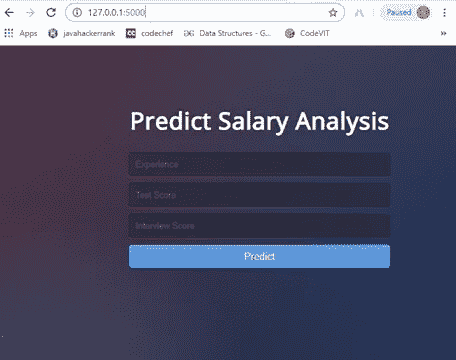 127.0.0.1:5000
Paused
Apps
javahackerrank
codechef
Data Structures - G...
CodeVIT
»
Predict Salary Analysis
Experience
Test Score
Interview Score
Predict